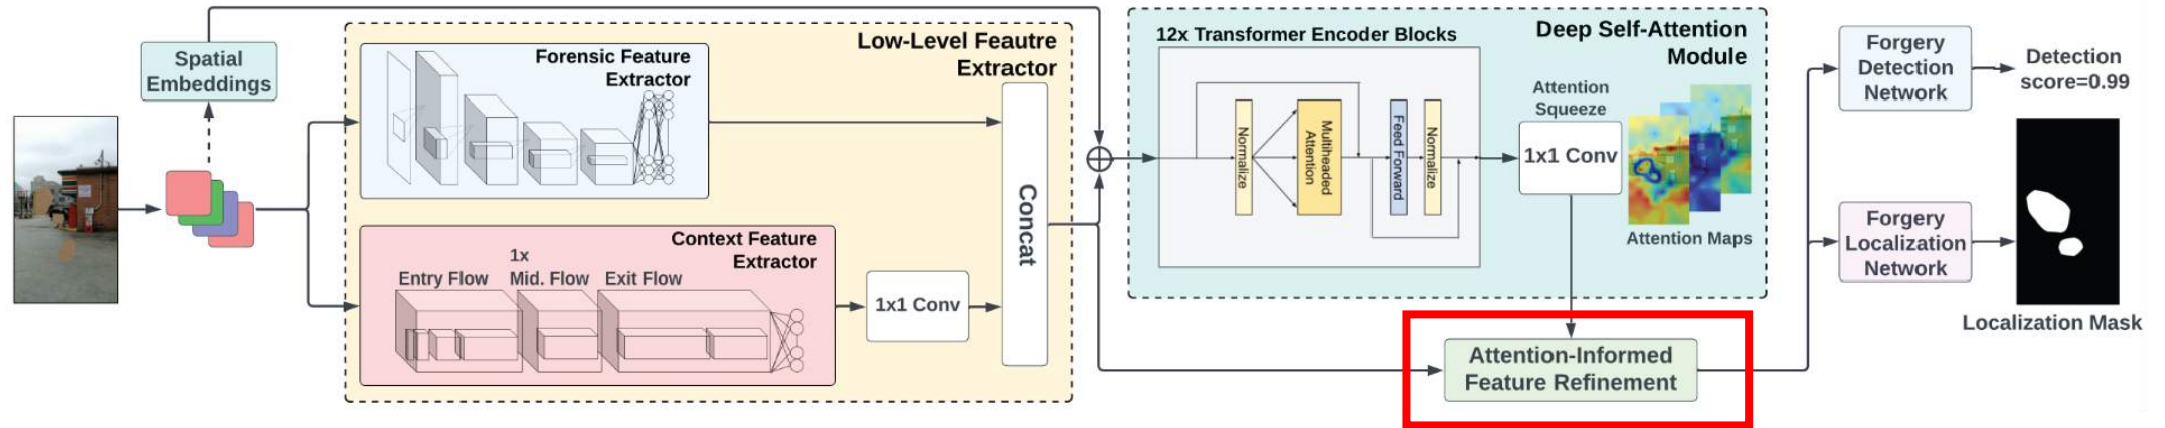 Spatial
Embeddings
Low-Level Feautre
Extractor
Forensic Feature
Extractor
Context Feature
Extractor
Entry Flow
1x
Mid. Flow
Exit Flow
1x1 Conv
Concat
Deep Self-Attention
Module
12x Transformer Encoder Blocks
Normalize
Multiheaded
Attention
Feed Forward
Normalize
Attention
Squeeze
1x1 Conv
Attention Maps
Attention-Informed
Feature Refinement
Forgery
Detection
Network
Detection
score=0.99
Forgery
Localization
Network
Localization Mask